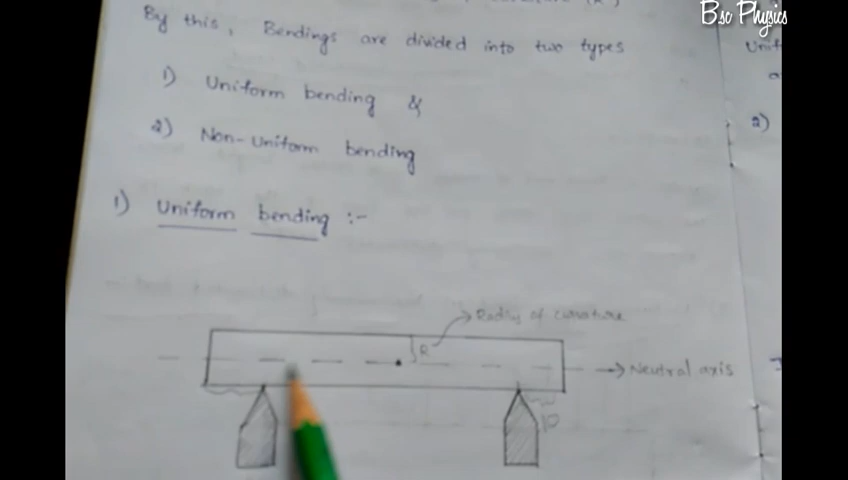 Bsc Physics
By this, Bendings are divided into two types
1) Uniform bending &
2) Non-Uniform bending
1) Uniform bending :-
Radius of curvature
R
Neutral axis
2)